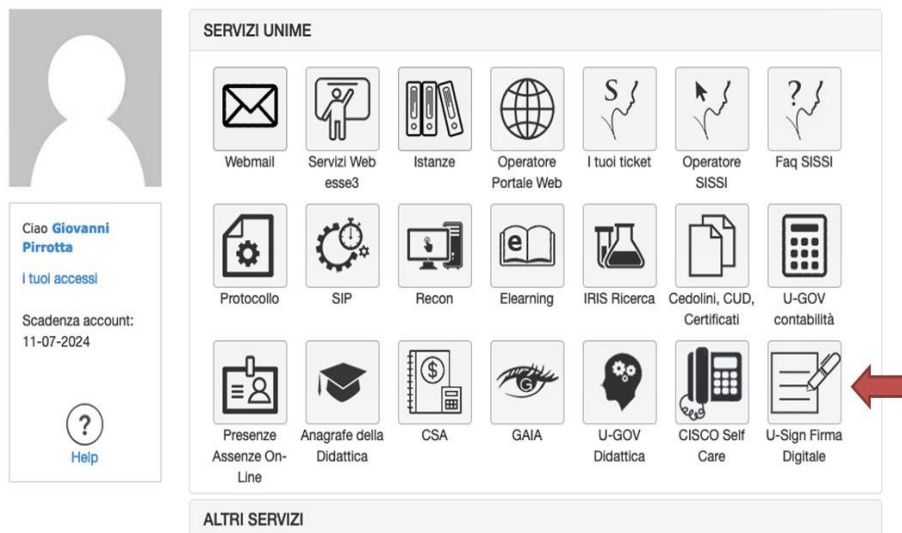 SERVIZI UNIME
Webmail
Servizi Web
esse3
Istanze
Operatore
Portale Web
I tuoi ticket
Operatore
SISSI
Faq SISSI
Ciao Giovanni
Pirrotta
I tuoi accessi
Scadenza account:
11-07-2024
Help
Protocollo
SIP
Recon
Elearning
IRIS Ricerca
Cedolini, CUD,
Certificati
U-GOV
contabilità
Presenze
Assenze On-
Line
Anagrafe della
Didattica
CSA
GAIA
U-GOV
Didattica
CISCO Self
Care
U-Sign Firma
Digitale
ALTRI SERVIZI